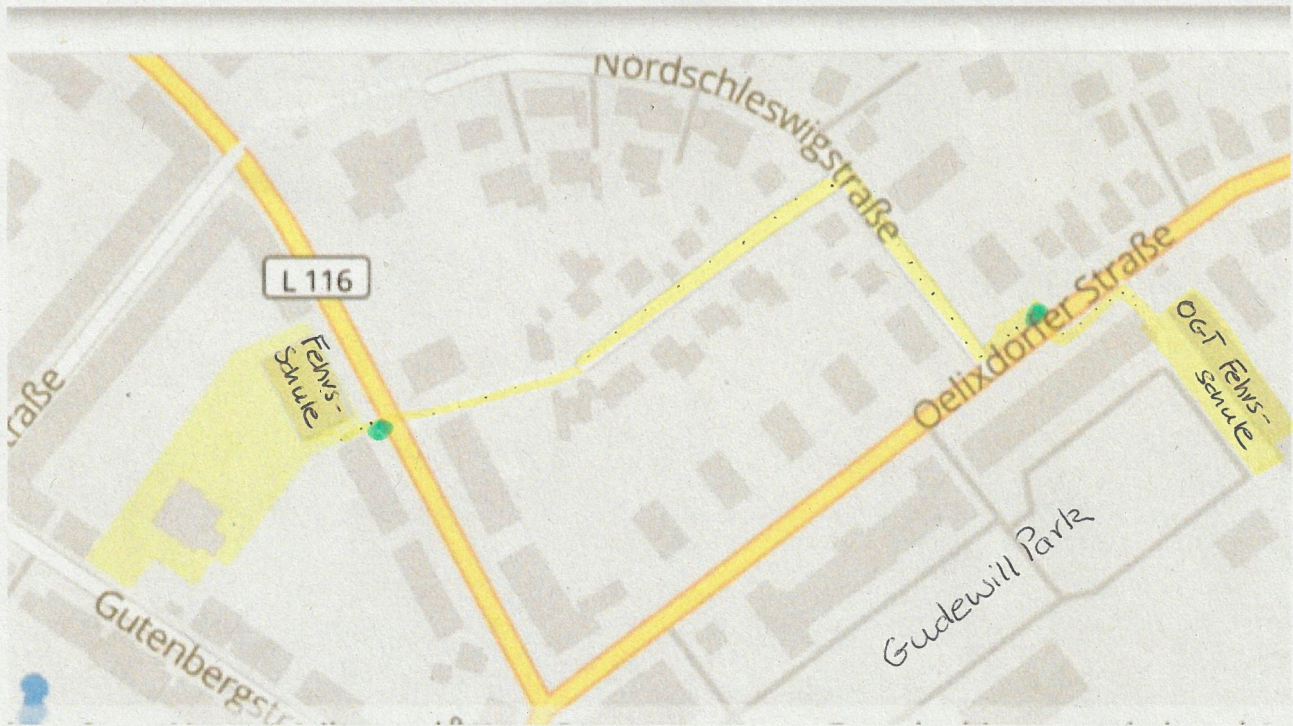 Nordschleswigstraße
L 116
Fehrs-
Schule
raße
Oelixdorfer Straße
OGT Fehrs-
Schule
Gudewill Park
Gutenbergstr